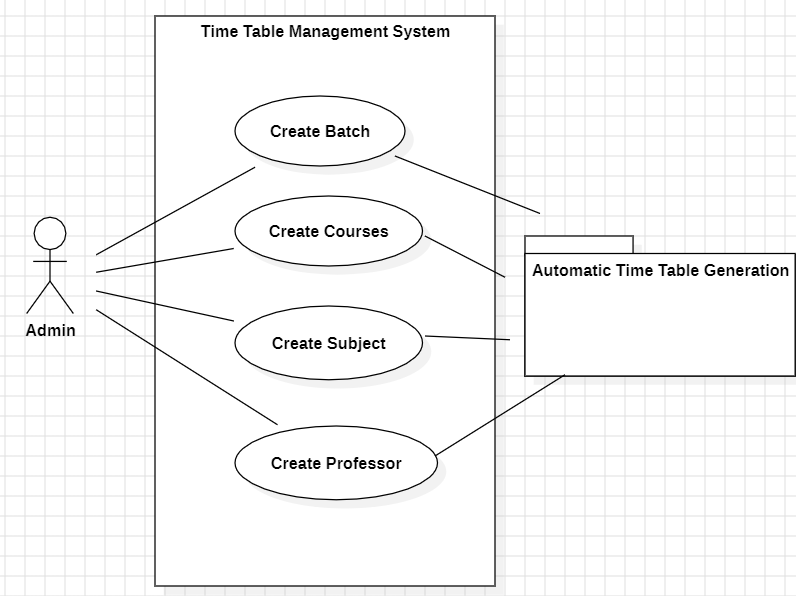 Time Table Management System
Create Batch
Create Courses
Automatic Time Table Generation
Admin
Create Subject
Create Professor